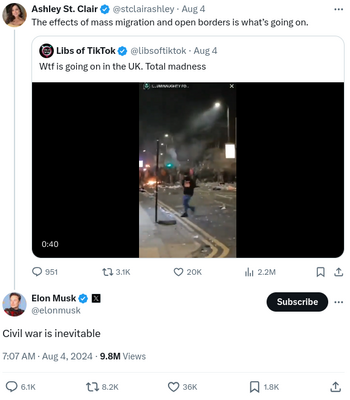 Ashley St. Clair @stclairashley · Aug 4
The effects of mass migration and open borders is what's going on.
Libs of TikTok @libsoftiktok · Aug 4
Wtf is going on in the UK. Total madness
0:40
951 3.1K 20K 2.2M
Elon Musk
@elonmusk
Subscribe
Civil war is inevitable
7:07 AM · Aug 4, 2024 · 9.8M Views
6.1K 8.2K 36K 1.8K